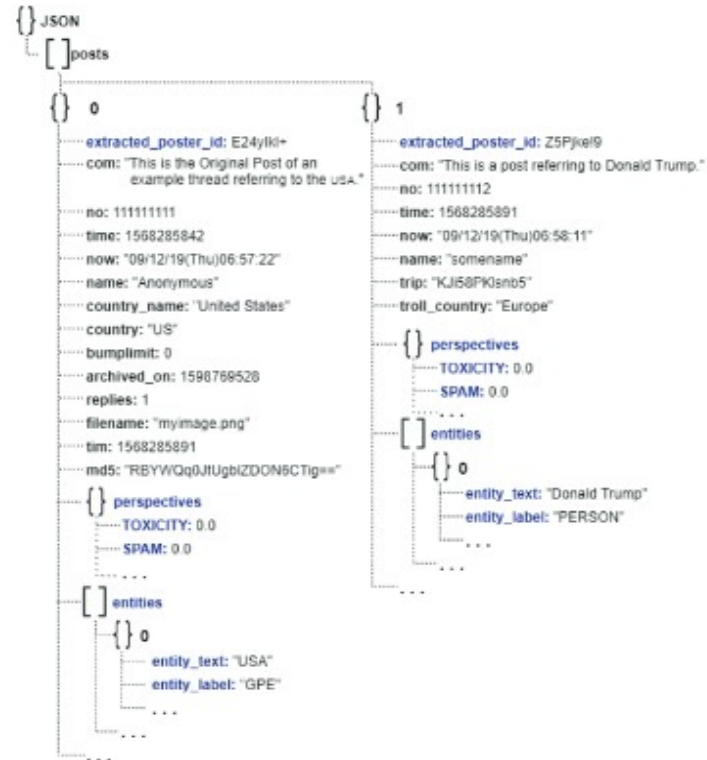 {} JSON
[ ] posts
{} 0
extracted_poster_id: E24ylkl+
com: "This is the Original Post of an
example thread referring to the USA."
no: 111111111
time: 1568285842
now: "09/12/19(Thu)06:57:22"
name: "Anonymous"
country_name: "United States"
country: "US"
bumplimit: 0
archived_on: 1598769528
replies: 1
filename: "myimage.png"
tim: 1568285891
md5: "RBYWQq0JtUgblZDON6CTig=="
{} perspectives
TOXICITY: 0.0
SPAM: 0.0
. . .
[ ] entities
{} 0
entity_text: "USA"
entity_label: "GPE"
. . .
. . .
. . .
{} 1
extracted_poster_id: Z5Pjkel9
com: "This is a post referring to Donald Trump."
no: 111111112
time: 1568285891
now: "09/12/19(Thu)06:58:11"
name: "somename"
trip: "KJI58PKlsnb5"
troll_country: "Europe"
{} perspectives
TOXICITY: 0.0
SPAM: 0.0
. . .
[ ] entities
{} 0
entity_text: "Donald Trump"
entity_label: "PERSON"
. . .
. . .
. . .